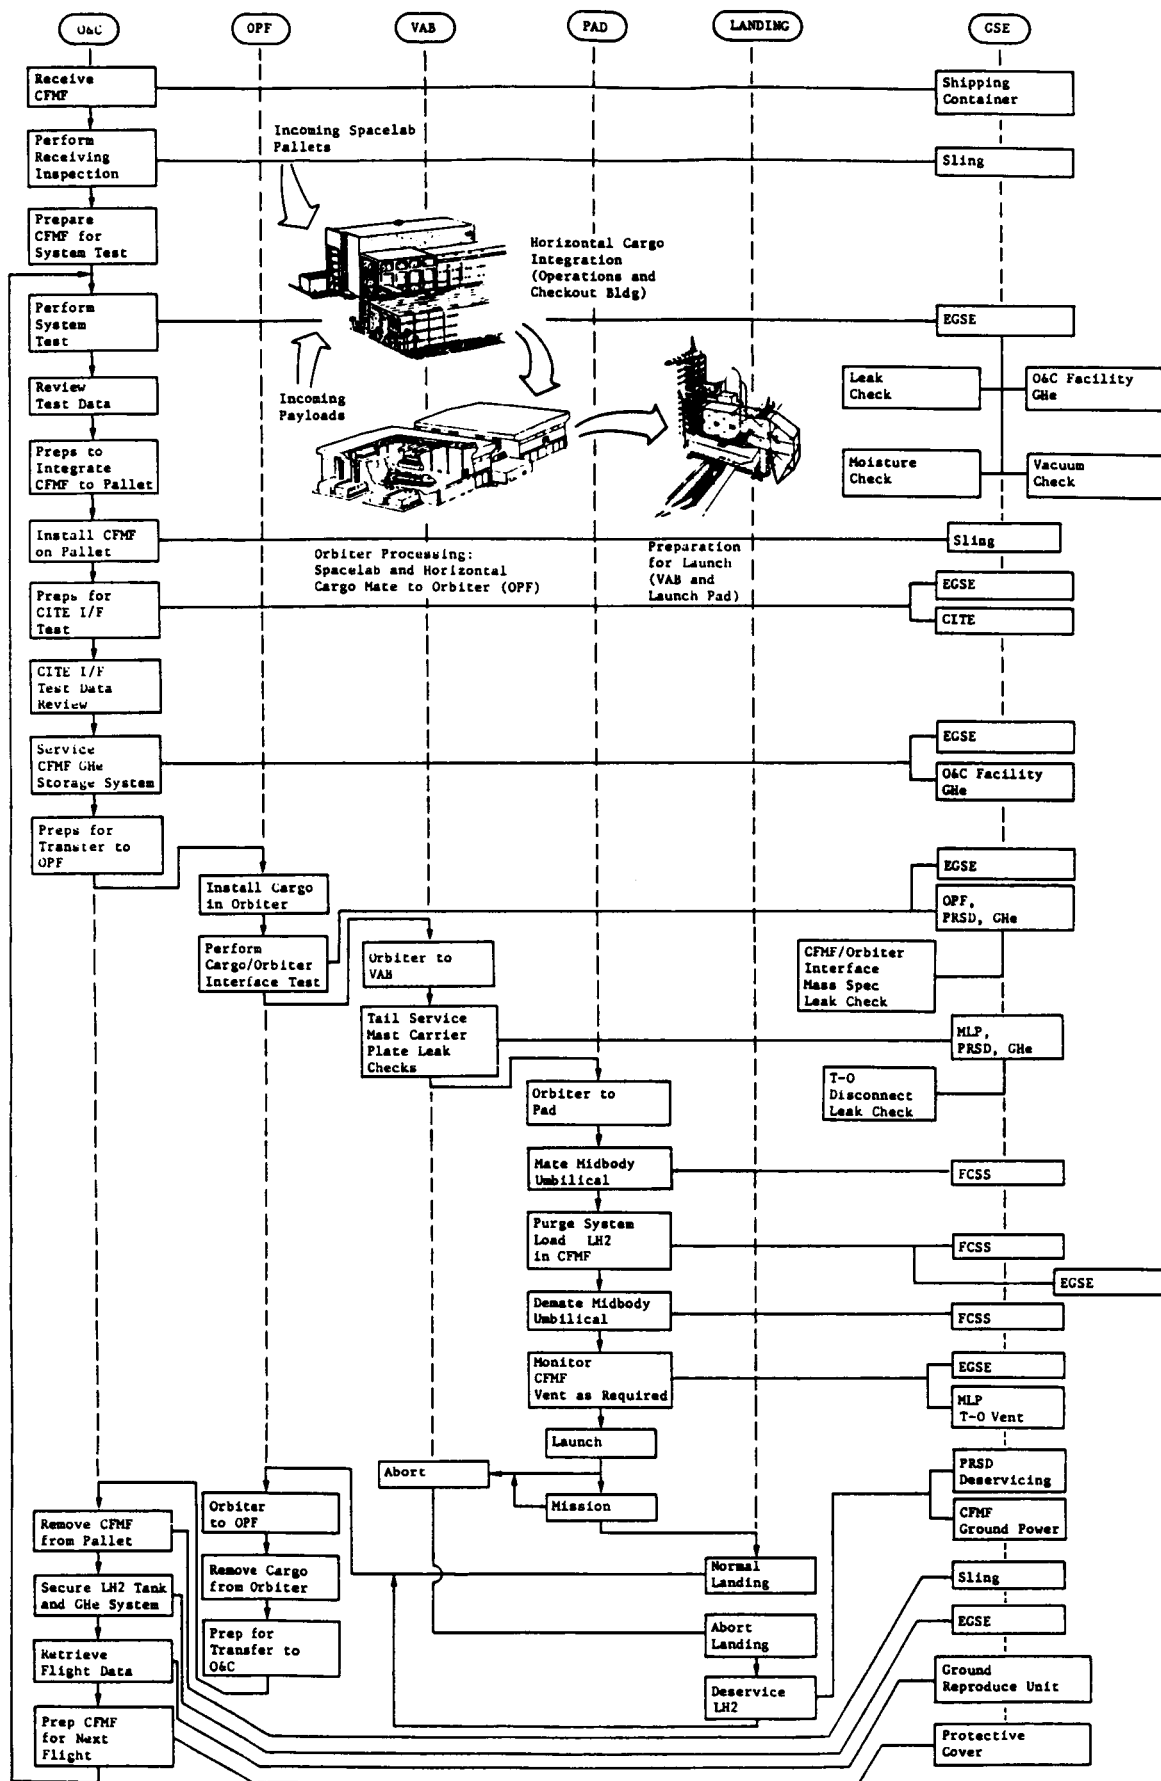 O&C
OPF
VAB
PAD
LANDING
GSE
Receive
CFMF
Shipping
Container
Perform
Receiving
Inspection
Sling
Incoming Spacelab
Pallets
Prepare
CFMF for
System Test
Horizontal Cargo
Integration
(Operations and
Checkout Bldg)
Perform
System
Test
EGSE
Review
Test Data
Incoming
Payloads
Leak
Check
O&C Facility
GHe
Preps to
Integrate
CFMF to Pallet
Moisture
Check
Vacuum
Check
Install CFMF
on Pallet
Sling
Orbiter Processing:
Spacelab and Horizontal
Cargo Mate to Orbiter (OPF)
Preparation
for Launch
(VAB and
Launch Pad)
Preps for
CITE I/F
Test
EGSE
CITE
CITE I/F
Test Data
Review
Service
CFMF GHe
Storage System
EGSE
O&C Facility
GHe
Preps for
Transfer to
OPF
Install Cargo
in Orbiter
EGSE
OPF,
PRSD, GHe
Perform
Cargo/Orbiter
Interface Test
Orbiter to
VAB
CFMF/Orbiter
Interface
Mass Spec
Leak Check
Tail Service
Mast Carrier
Plate Leak
Checks
MLP,
PRSD, GHe
Orbiter to
Pad
T-O
Disconnect
Leak Check
Mate Midbody
Umbilical
FCSS
Purge System
Load LH2
in CFMF
FCSS
EGSE
Demate Midbody
Umbilical
FCSS
Monitor
CFMF
Vent as Required
EGSE
MLP
T-O Vent
Launch
Abort
PRSD
Deservicing
Mission
Orbiter
to OPF
CFMF
Ground Power
Remove CFMF
from Pallet
Remove Cargo
from Orbiter
Normal
Landing
Sling
Secure LH2 Tank
and GHe System
EGSE
Prep for
Transfer to
O&C
Abort
Landing
Retrieve
Flight Data
Ground
Reproduce Unit
Deservice
LH2
Prep CFMF
for Next
Flight
Protective
Cover